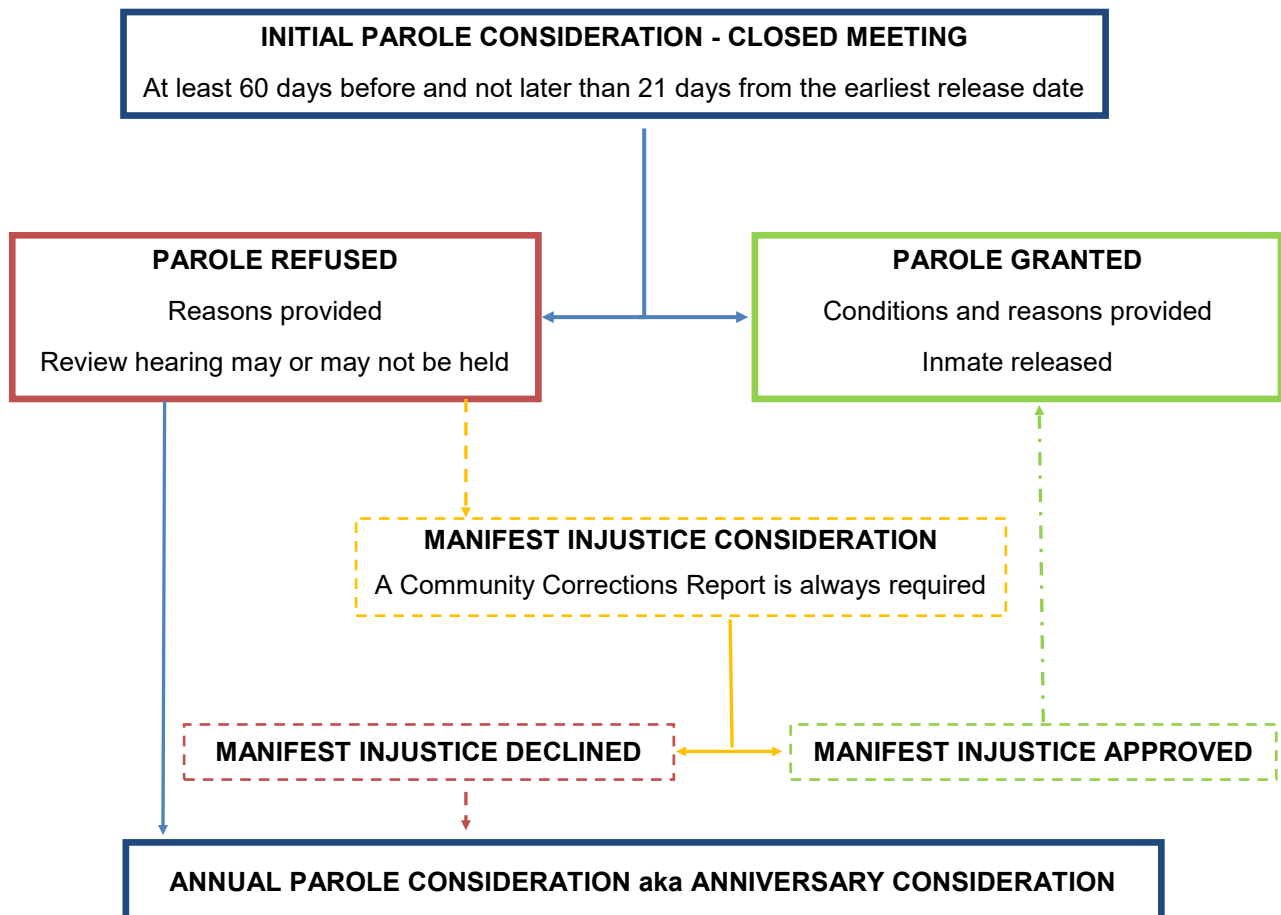 INITIAL PAROLE CONSIDERATION - CLOSED MEETING
At least 60 days before and not later than 21 days from the earliest release date
PAROLE REFUSED
Reasons provided
Review hearing may or may not be held
PAROLE GRANTED
Conditions and reasons provided
Inmate released
MANIFEST INJUSTICE CONSIDERATION
A Community Corrections Report is always required
MANIFEST INJUSTICE DECLINED
MANIFEST INJUSTICE APPROVED
ANNUAL PAROLE CONSIDERATION aka ANNIVERSARY CONSIDERATION